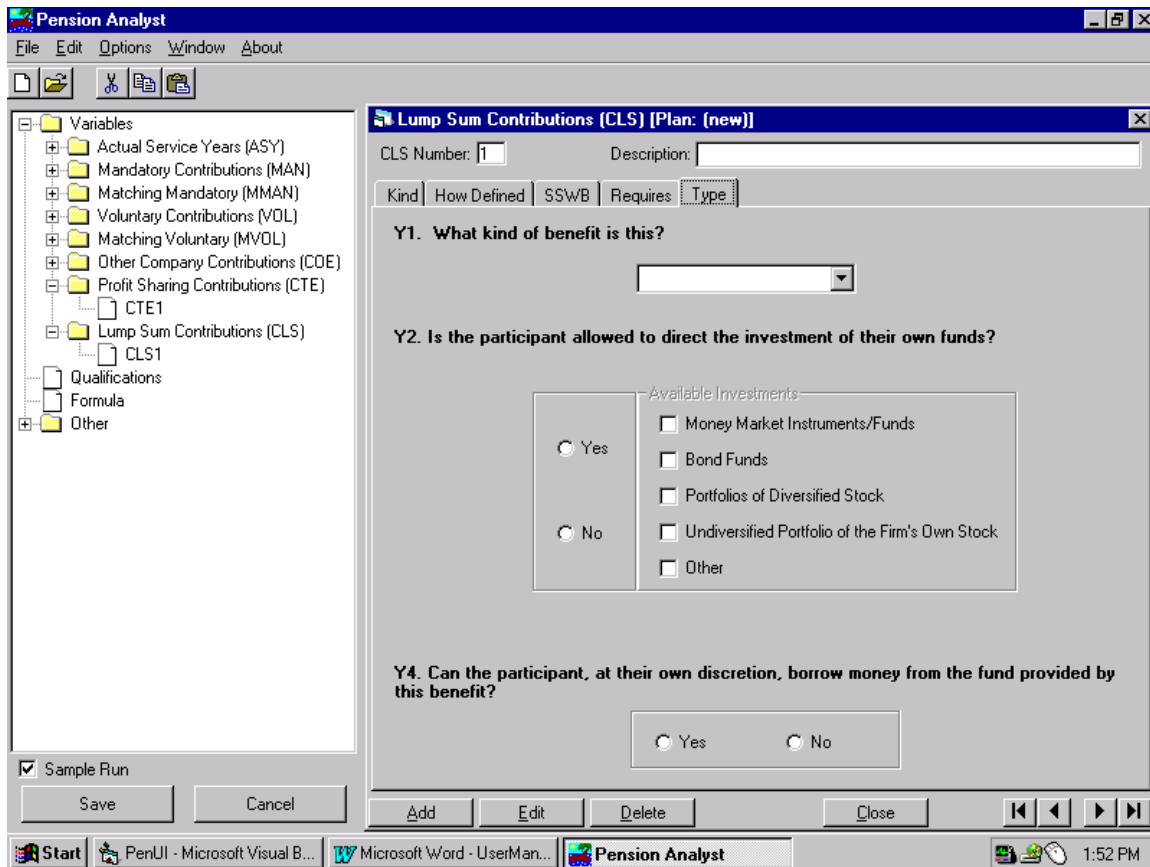 Pension Analyst
File Edit Options Window About
Variables
Actual Service Years (ASY)
Mandatory Contributions (MAN)
Matching Mandatory (MMAN)
Voluntary Contributions (VOL)
Matching Voluntary (MVOL)
Other Company Contributions (COE)
Profit Sharing Contributions (CTE)
CTE1
Lump Sum Contributions (CLS)
CLS1
Qualifications
Formula
Other
Sample Run
Save Cancel
Lump Sum Contributions (CLS) [Plan: (new)]
CLS Number: 1 Description:
Kind How Defined SSWB Requires Type
Y1. What kind of benefit is this?
Y2. Is the participant allowed to direct the investment of their own funds?
Available Investments
Yes
No
Money Market Instruments/Funds
Bond Funds
Portfolios of Diversified Stock
Undiversified Portfolio of the Firm's Own Stock
Other
Y4. Can the participant, at their own discretion, borrow money from the fund provided by
this benefit?
Yes No
Add Edit Delete Close
Start PenUI - Microsoft Visual B... Microsoft Word - UserMan... Pension Analyst 1:52 PM